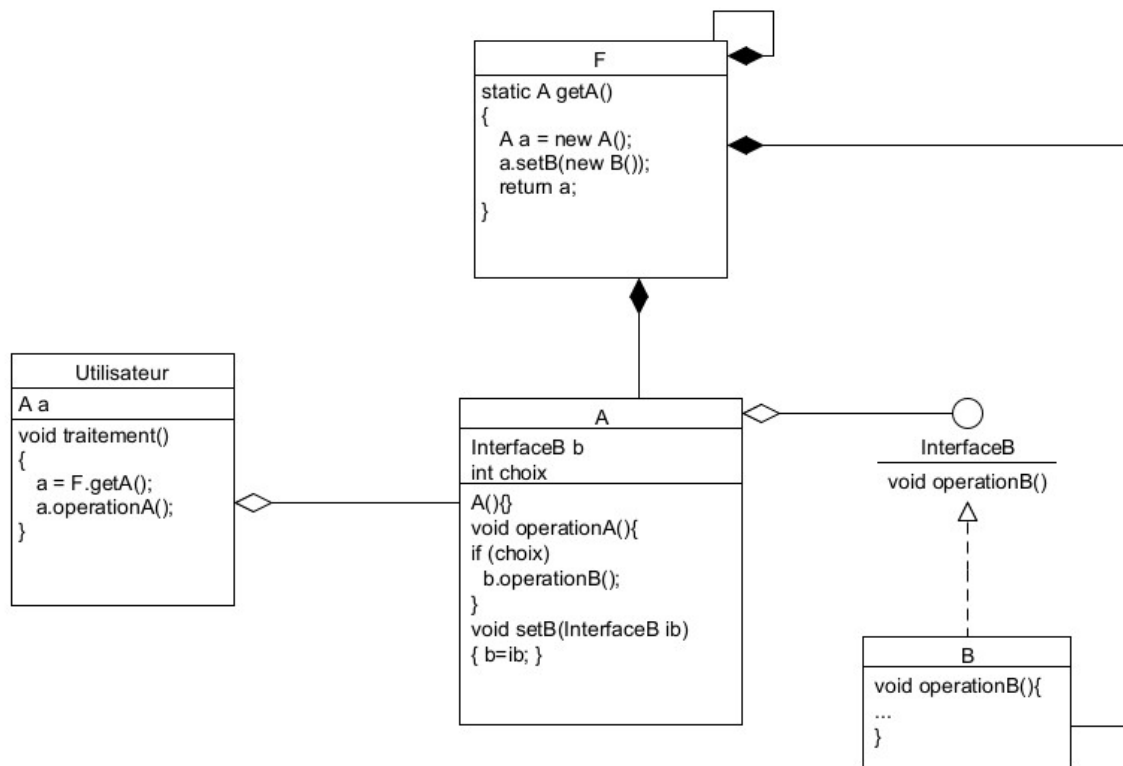 F
static A getA()
{
A a = new A();
a.setB(new B());
return a;
}
Utilisateur
A a
void traitement()
{
a = F.getA();
a.operationA();
}
A
InterfaceB b
int choix
A(){}
void operationA(){
if (choix)
b.operationB();
}
void setB(InterfaceB ib)
{ b=ib; }
InterfaceB
void operationB()
B
void operationB(){
...
}